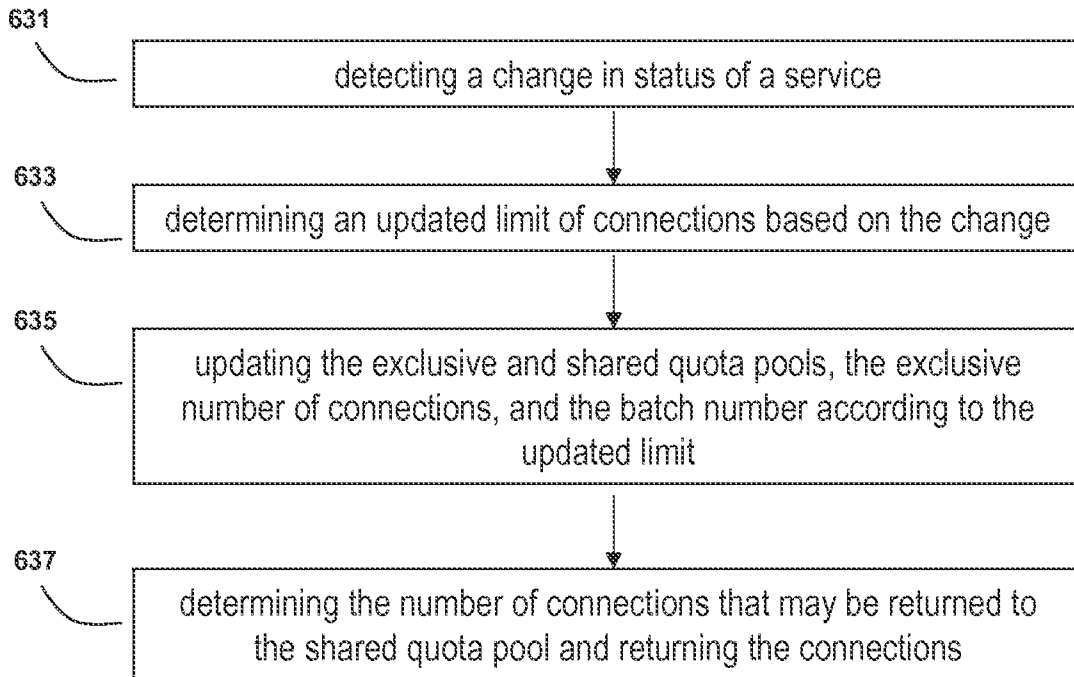 631
detecting a change in status of a service
633
determining an updated limit of connections based on the change
635
updating the exclusive and shared quota pools, the exclusive
number of connections, and the batch number according to the
updated limit
637
determining the number of connections that may be returned to
the shared quota pool and returning the connections